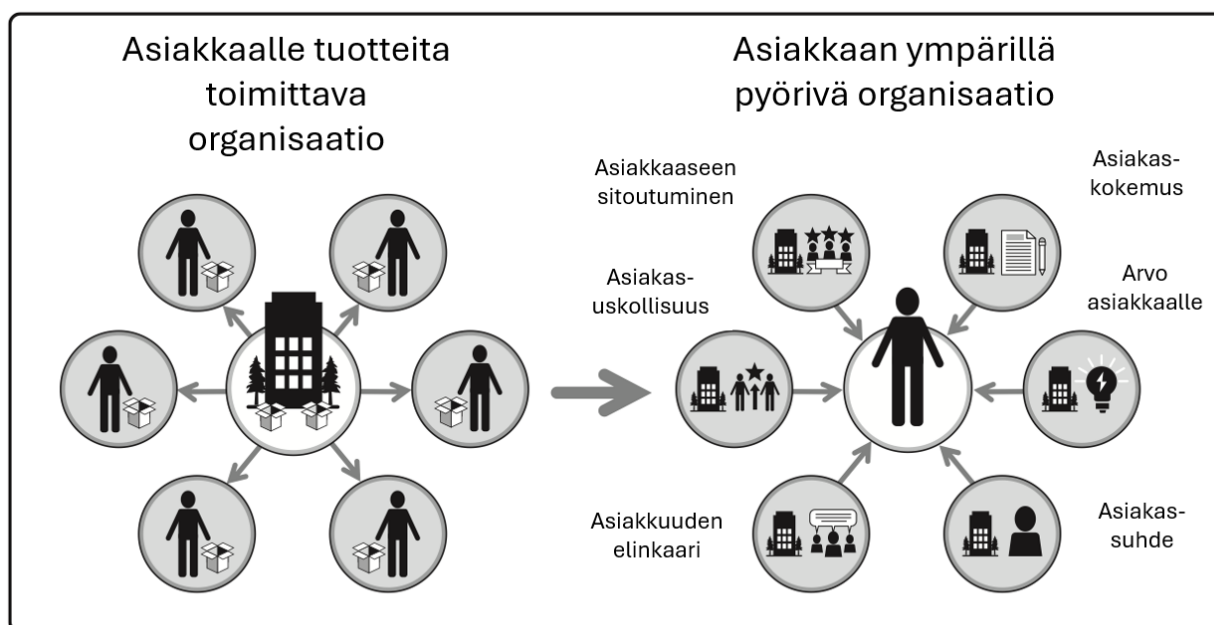 Asiakkaalle tuotteita
toimittava
organisaatio
Asiakkaan ympärillä
pyörivä organisaatio
Asiakkaaseen
sitoutuminen
Asiakas-
kokemus
Asiakas-
uskollisuus
Arvo
asiakkaalle
Asiakkuuden
elinkaari
Asiakas-
suhde